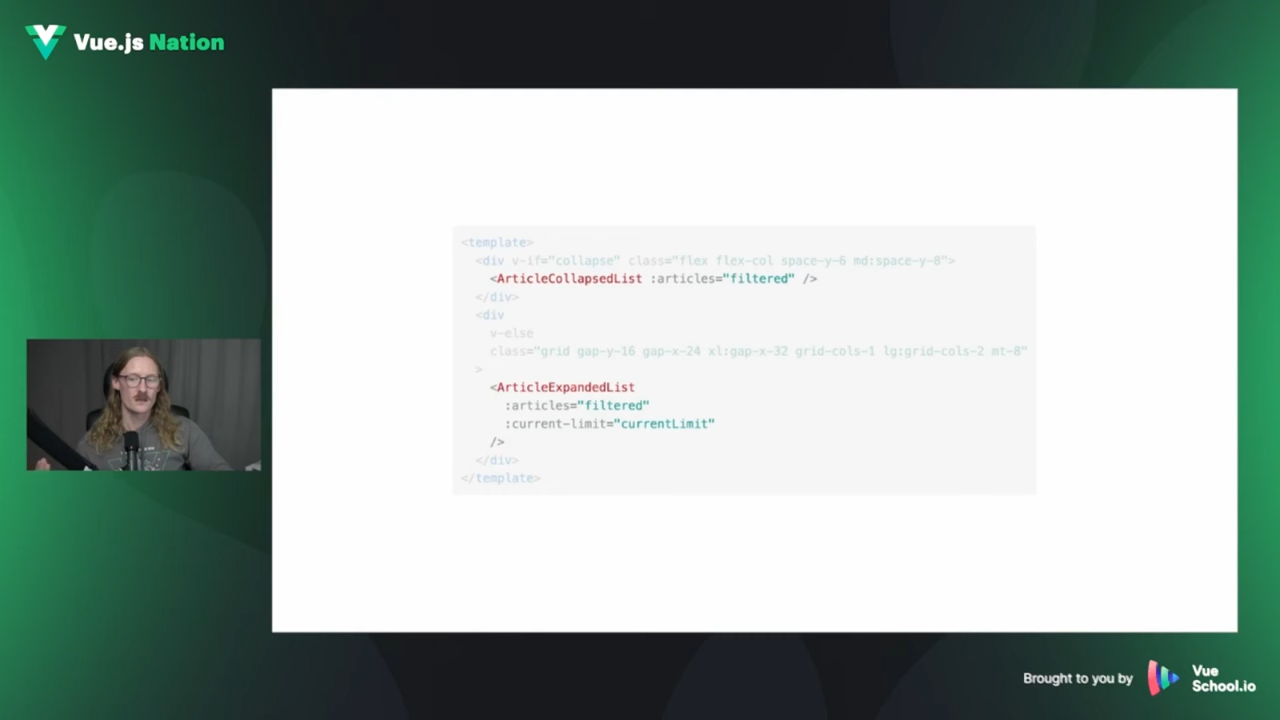 Vue.js Nation
<template>
<div v-if="collapse" class="flex flex-col space-y-6 md:space-y-8">
<ArticleCollapsedList :articles="filtered" />
</div>
<div
v-else
class="grid gap-y-16 gap-x-24 xl:gap-x-32 grid-cols-1 lg:grid-cols-2 mt-8"
>
<ArticleExpandedList
:articles="filtered"
:current-limit="currentLimit"
/>
</div>
</template>
Brought to you by
Vue
School.io